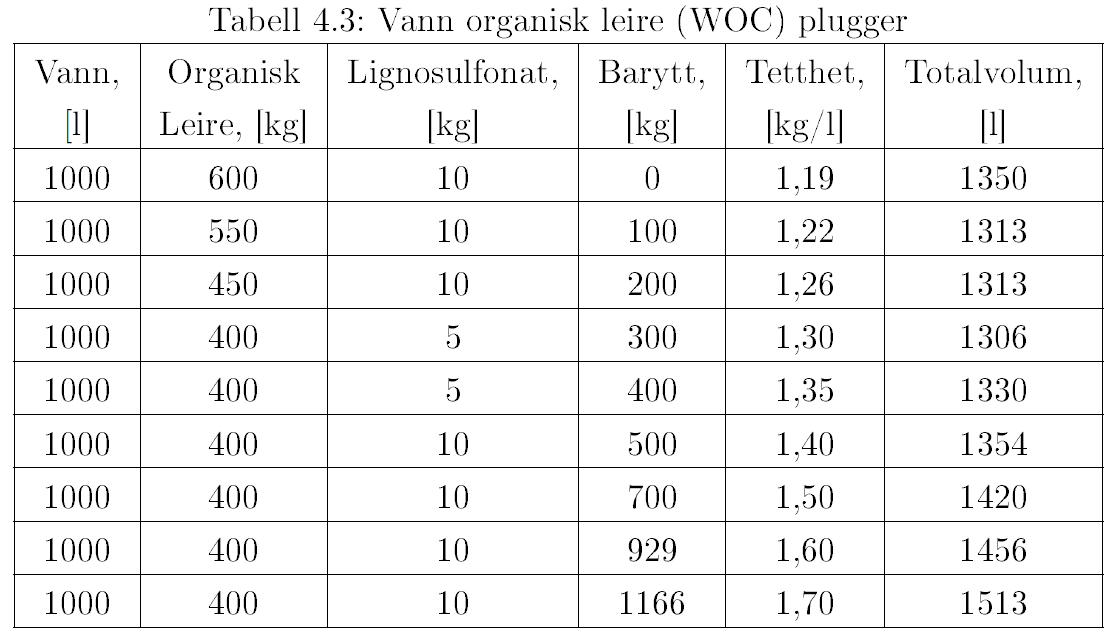 Tabell 4.3: Vann organisk leire (WOC) plugger
Vann, Organisk Lignosulfonat, Barytt, Tetthet, Totalvolum,
[l] Leire, [kg] [kg] [kg] [kg/l] [l]
1000 600 10 0 1,19 1350
1000 550 10 100 1,22 1313
1000 450 10 200 1,26 1313
1000 400 5 300 1,30 1306
1000 400 5 400 1,35 1330
1000 400 10 500 1,40 1354
1000 400 10 700 1,50 1420
1000 400 10 929 1,60 1456
1000 400 10 1166 1,70 1513